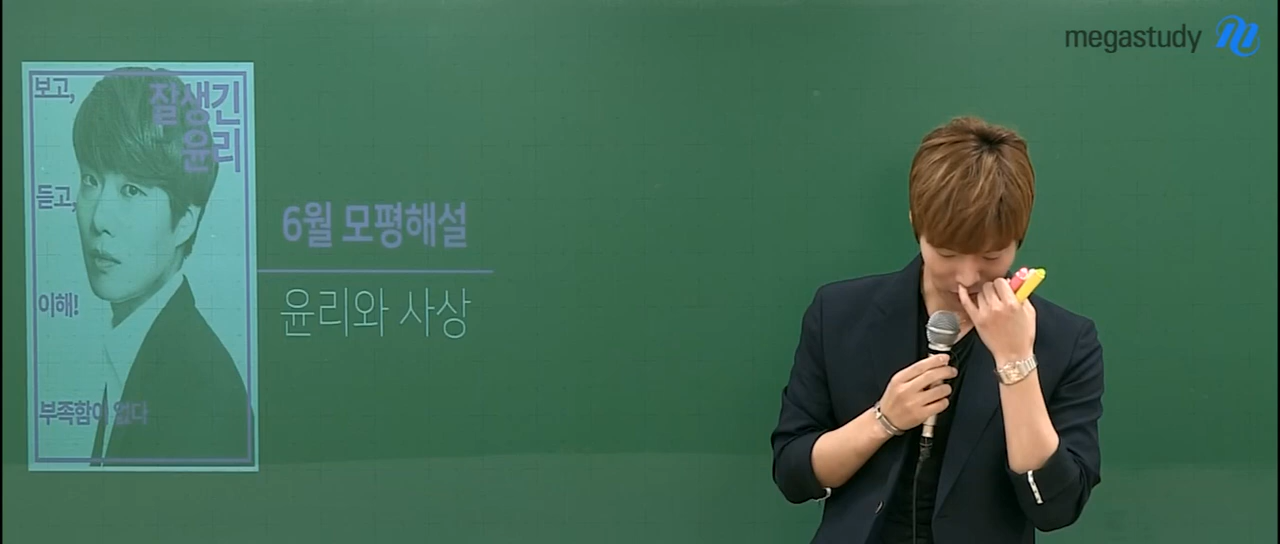 megastudy
보고,
잘생긴
윤리
듣고,
이해!
부족함이 없다
6월 모평해설
윤리와 사상